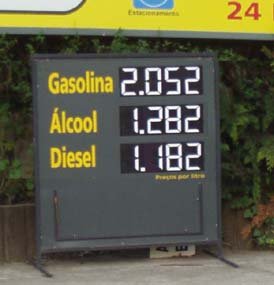 Estacionamento
24
Gasolina 2.052
Álcool 1.282
Diesel 1.182
Preços por litro